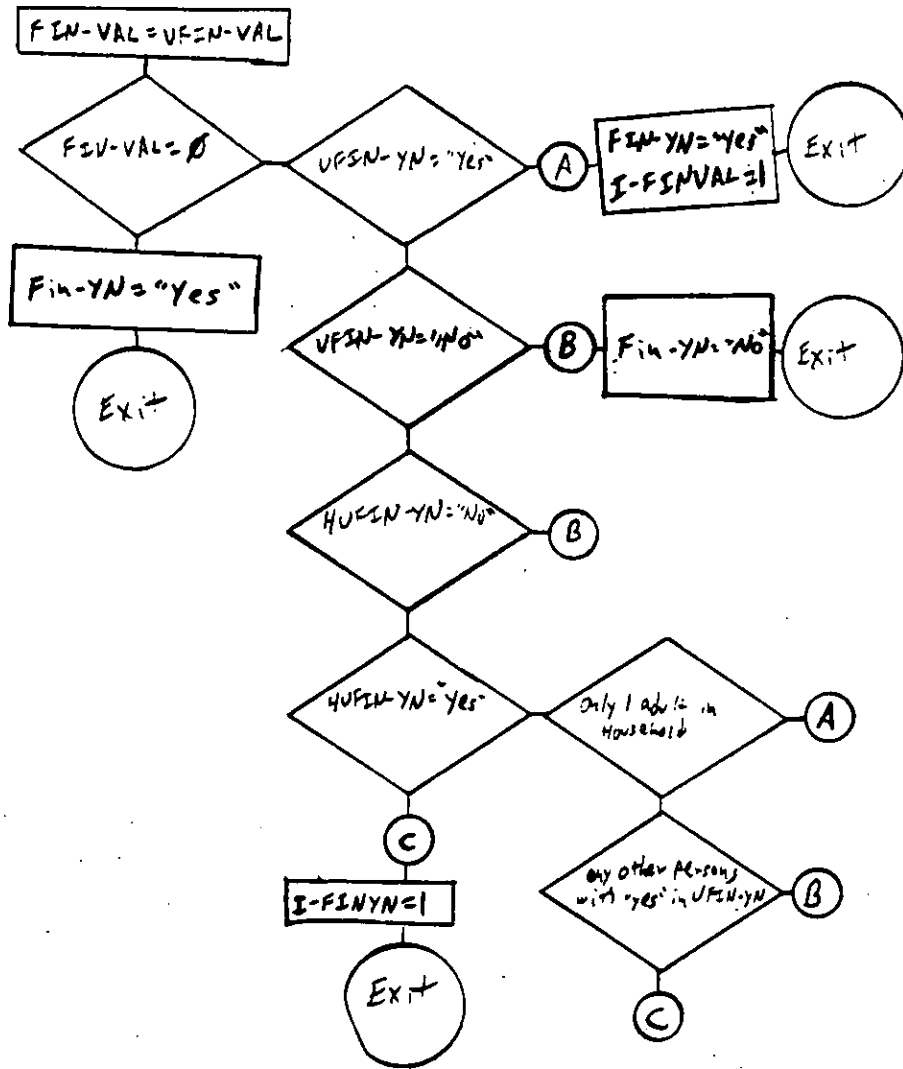 FIN-VAL=UFIN-VAL
FIN-VAL=Ø
UFIN-YN="Yes"
A
FIN-YN="Yes"
I-FINVAL=1
Exit
Fin-YN="Yes"
Exit
UFIN-YN="No"
B
Fin-YN="No"
Exit
HUFIN-YN="No"
B
HUFIN-YN="Yes"
Only 1 adult in
Household
A
C
I-FINYN=1
Exit
any other persons
with "yes" in UFIN-YN
B
C